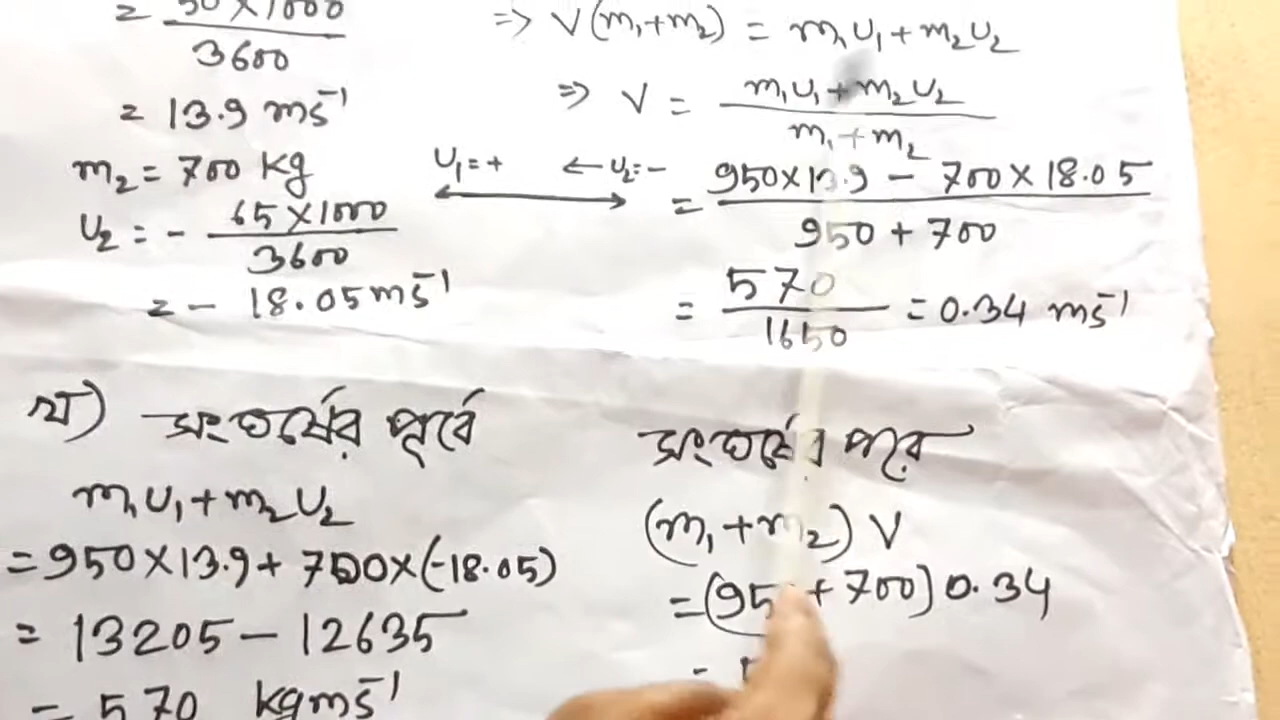 = 50 × 1000 / 3600
= 13.9 ms⁻¹
m₂ = 700 kg
u₂ = - 65 × 1000 / 3600
= - 18.05 ms⁻¹
u₁ = + ← u₂ = -
⇒ V(m₁+m₂) = m₁u₁ + m₂u₂
⇒ V = m₁u₁ + m₂u₂ / m₁ + m₂
= 950×13.9 - 700×18.05 / 950 + 700
= 570 / 1650 = 0.34 ms⁻¹
খ) সংঘর্ষের পূর্বে
m₁u₁ + m₂u₂
= 950×13.9 + 700×(-18.05)
= 13205 - 12635
= 570 kgms⁻¹
সংঘর্ষের পরে
(m₁+m₂) V
= (950 + 700) 0.34